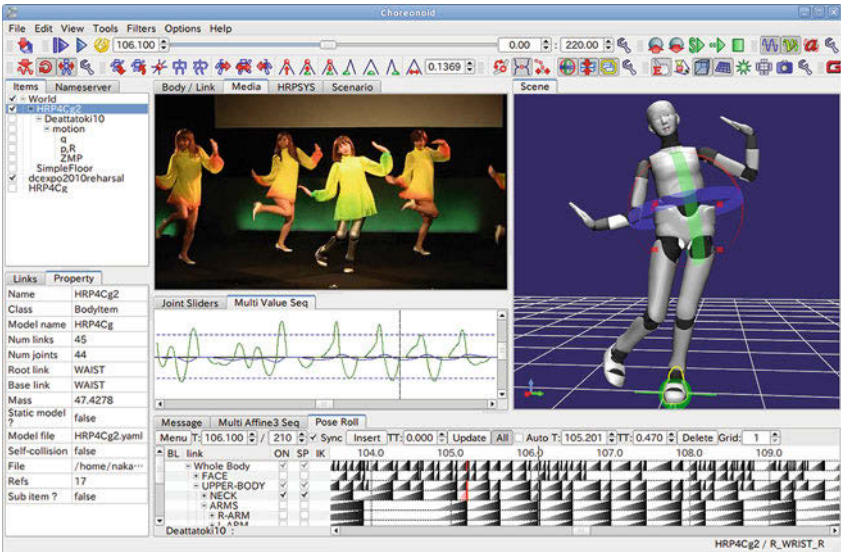 Choreonoid
File Edit View Tools Filters Options Help
106.100 0.00 : 220.00
0.1369
Items Nameserver
World
HRP4Cg2
Deattatoki10
motion
q
p,R
ZMP
SimpleFloor
dcexpo2010reharsal
HRP4Cg
Body / Link Media HRPSYS Scenario
Scene
Links Property
Name HRP4Cg2
Class BodyItem
Model name HRP4Cg
Num links 45
Num joints 44
Root link WAIST
Base link WAIST
Mass 47.4278
Static model ? false
Model file HRP4Cg2.yaml
Self-collision false
File /home/naka···
Refs 17
Sub item ? false
Joint Sliders Multi Value Seq
Message Multi Affine3 Seq Pose Roll
Menu T: 106.100 / 210 Sync Insert TT: 0.000 Update All Auto T: 105.201 TT: 0.470 Delete Grid: 1
BL link ON SP IK 104.0 105.0 106.0 107.0 108.0 109.0
Whole Body
FACE
UPPER-BODY
NECK
ARMS
R-ARM
L-ARM
Deattatoki10 :
HRP4Cg2 / R_WRIST_R